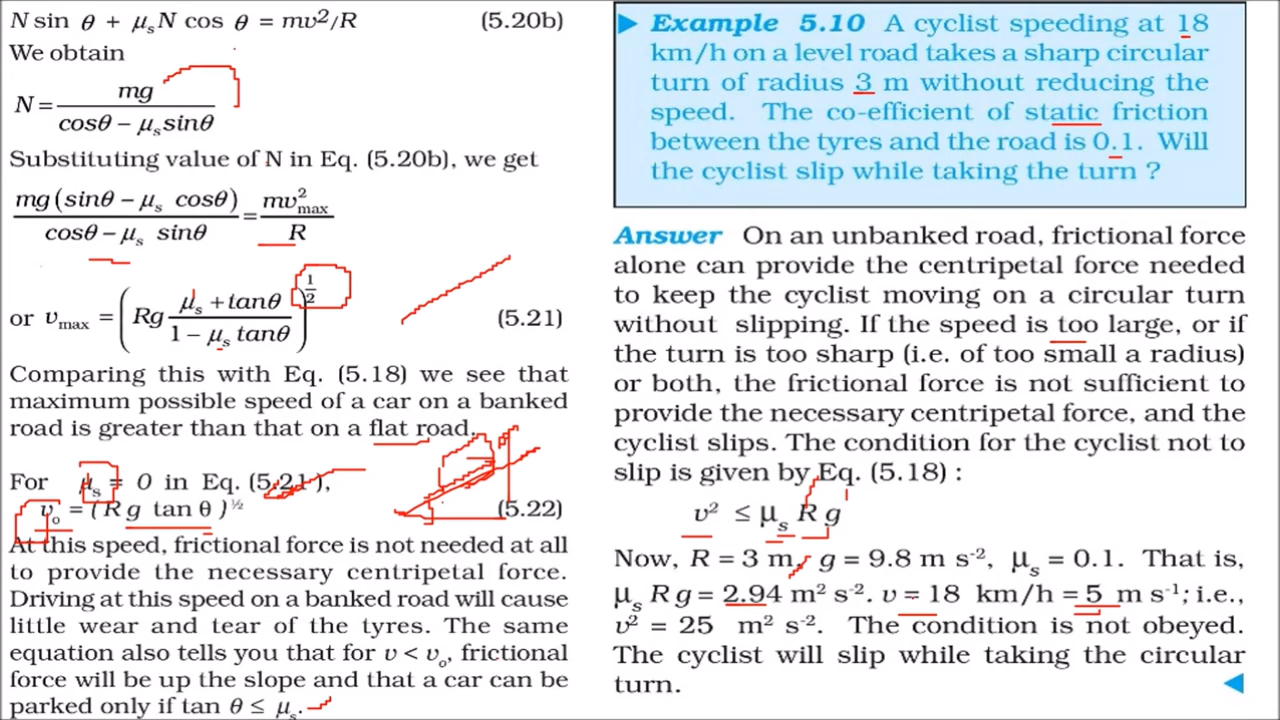 N sin θ + μₛN cos θ = mv²/R (5.20b)
We obtain
N = mg / (cosθ – μₛsinθ)
Substituting value of N in Eq. (5.20b), we get
mg(sinθ – μₛ cosθ) / (cosθ – μₛ sinθ) = mv²max / R
or vmax = (Rg (μₛ + tanθ) / (1 – μₛ tanθ))^½ (5.21)
Comparing this with Eq. (5.18) we see that
maximum possible speed of a car on a banked
road is greater than that on a flat road.
For μₛ = 0 in Eq. (5.21),
v₀ = (R g tan θ)^½ (5.22)
At this speed, frictional force is not needed at all
to provide the necessary centripetal force.
Driving at this speed on a banked road will cause
little wear and tear of the tyres. The same
equation also tells you that for v < v₀, frictional
force will be up the slope and that a car can be
parked only if tan θ ≤ μₛ.
Example 5.10 A cyclist speeding at 18
km/h on a level road takes a sharp circular
turn of radius 3 m without reducing the
speed. The co-efficient of static friction
between the tyres and the road is 0.1. Will
the cyclist slip while taking the turn ?
Answer On an unbanked road, frictional force
alone can provide the centripetal force needed
to keep the cyclist moving on a circular turn
without slipping. If the speed is too large, or if
the turn is too sharp (i.e. of too small a radius)
or both, the frictional force is not sufficient to
provide the necessary centripetal force, and the
cyclist slips. The condition for the cyclist not to
slip is given by Eq. (5.18) :
v² ≤ μₛ R g
Now, R = 3 m, g = 9.8 m s⁻², μₛ = 0.1. That is,
μₛ R g = 2.94 m² s⁻². v = 18 km/h = 5 m s⁻¹; i.e.,
v² = 25 m² s⁻². The condition is not obeyed.
The cyclist will slip while taking the circular
turn.